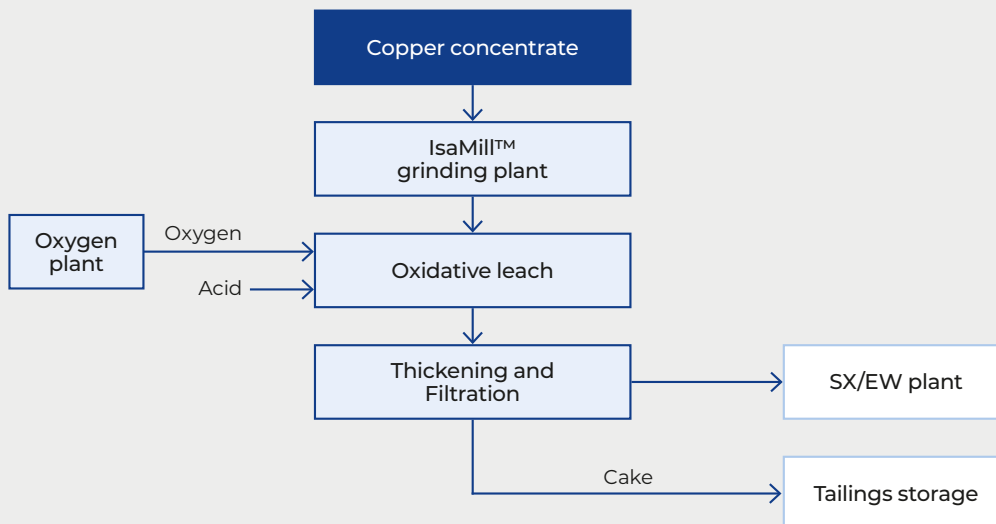 Copper concentrate
IsaMill™
grinding plant
Oxygen
plant
Oxygen
Acid
Oxidative leach
Thickening and
Filtration
SX/EW plant
Cake
Tailings storage